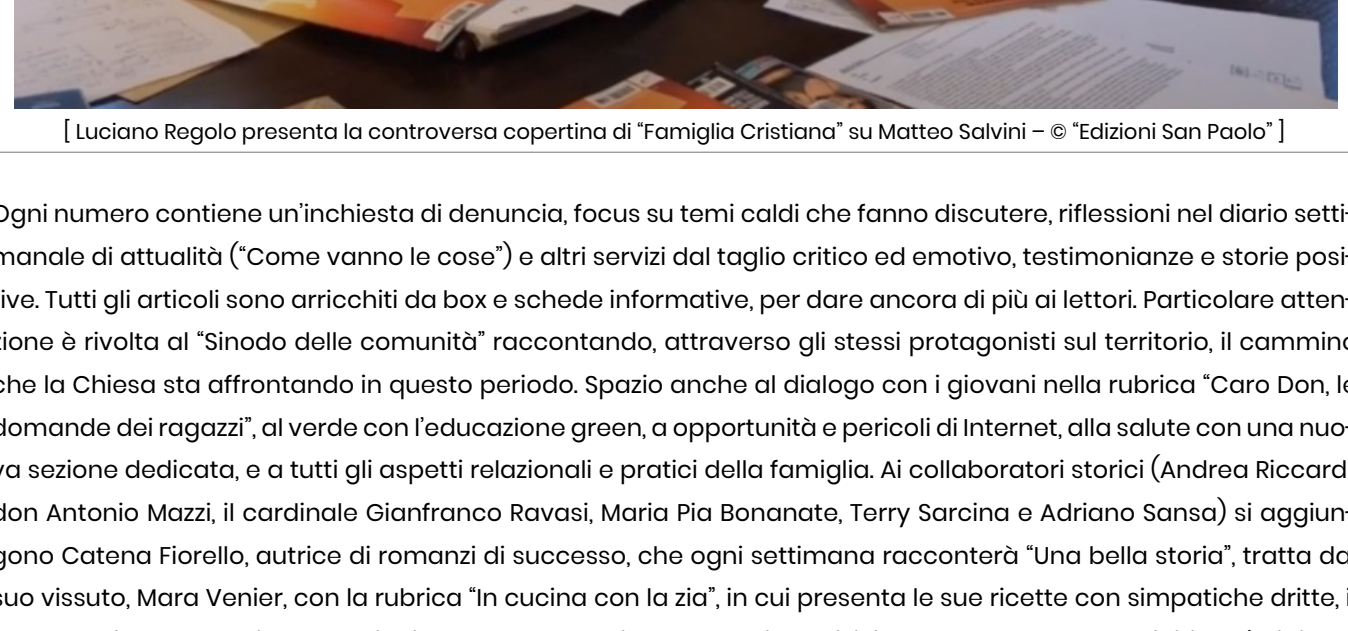 [ Luciano Regolo presenta la controversa copertina di “Famiglia Cristiana” su Matteo Salvini – © “Edizioni San Paolo” ]
Ogni numero contiene un’inchiesta di denuncia, focus su temi caldi che fanno discutere, riflessioni nel diario setti-
manale di attualità (“Come vanno le cose”) e altri servizi dal taglio critico ed emotivo, testimonianze e storie posi-
ive. Tutti gli articoli sono arricchiti da box e schede informative, per dare ancora di più ai lettori. Particolare atten-
zione è rivolta al “Sinodo delle comunità” raccontando, attraverso gli stessi protagonisti sul territorio, il cammino
che la Chiesa sta affrontando in questo periodo. Spazio anche al dialogo con i giovani nella rubrica “Caro Don, le
domande dei ragazzi”, al verde con l’educazione green, a opportunità e pericoli di Internet, alla salute con una nuo-
va sezione dedicata, e a tutti gli aspetti relazionali e pratici della famiglia. Ai collaboratori storici (Andrea Riccard
don Antonio Mazzi, il cardinale Gianfranco Ravasi, Maria Pia Bonanate, Terry Sarcina e Adriano Sansa) si aggiun-
gono Catena Fiorello, autrice di romanzi di successo, che ogni settimana racconterà “Una bella storia”, tratta da
suo vissuto, Mara Venier, con la rubrica “In cucina con la zia”, in cui presenta le sue ricette con simpatiche dritte, i